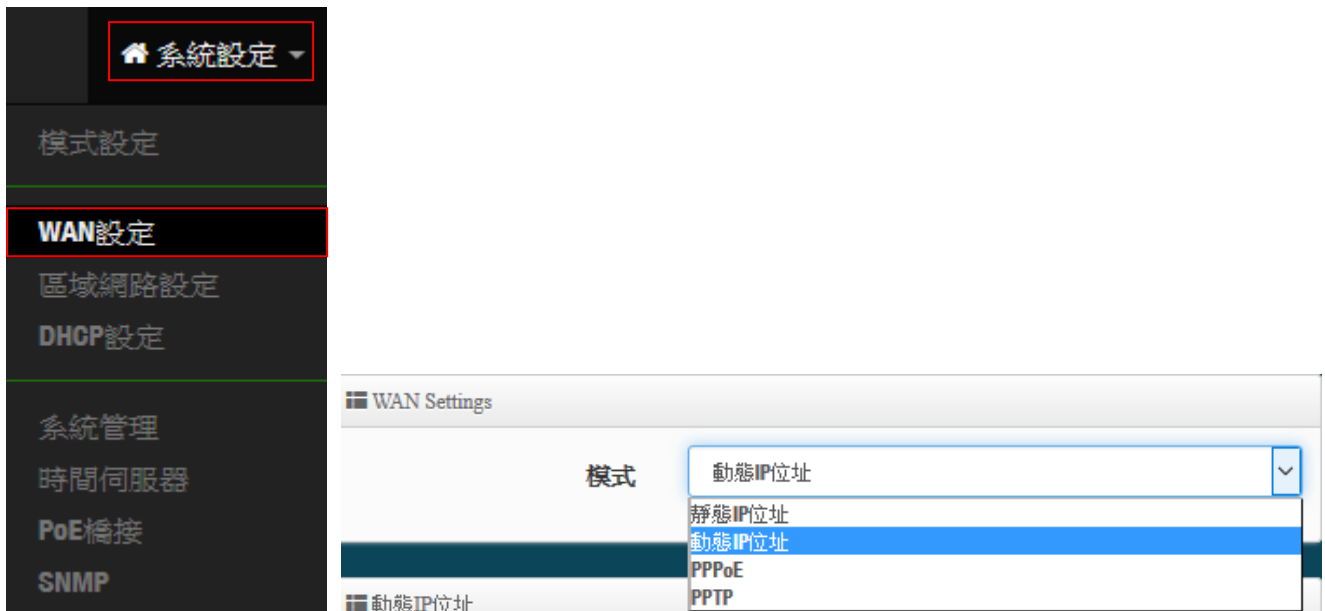 系統設定
模式設定
WAN設定
區域網路設定
DHCP設定
系統管理
時間伺服器
PoE橋接
SNMP
WAN Settings
模式 動態IP位址
靜態IP位址
動態IP位址
PPPoE
PPTP
動態IP位址